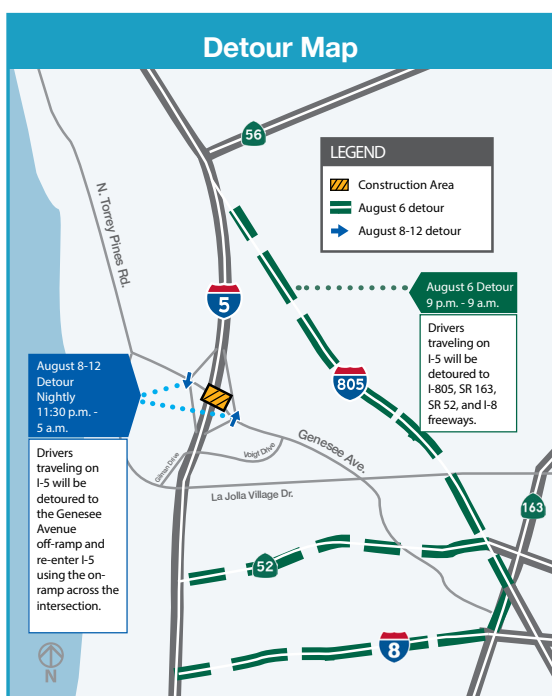 Detour Map
56
LEGEND
Construction Area
August 6 detour
August 8-12 detour
N. Torrey Pines Rd.
5
August 6 Detour
9 p.m. - 9 a.m.
Drivers
traveling on
I-5 will be
detoured to
I-805, SR 163,
SR 52, and I-8
freeways.
805
August 8-12
Detour
Nightly
11:30 p.m. -
5 a.m.
Drivers
traveling on
I-5 will be
detoured to
the Genesee
Avenue
off-ramp and
re-enter I-5
using the on-
ramp across the
intersection.
Genesee Ave.
Voigt Drive
Gilman Drive
La Jolla Village Dr.
163
52
8
N